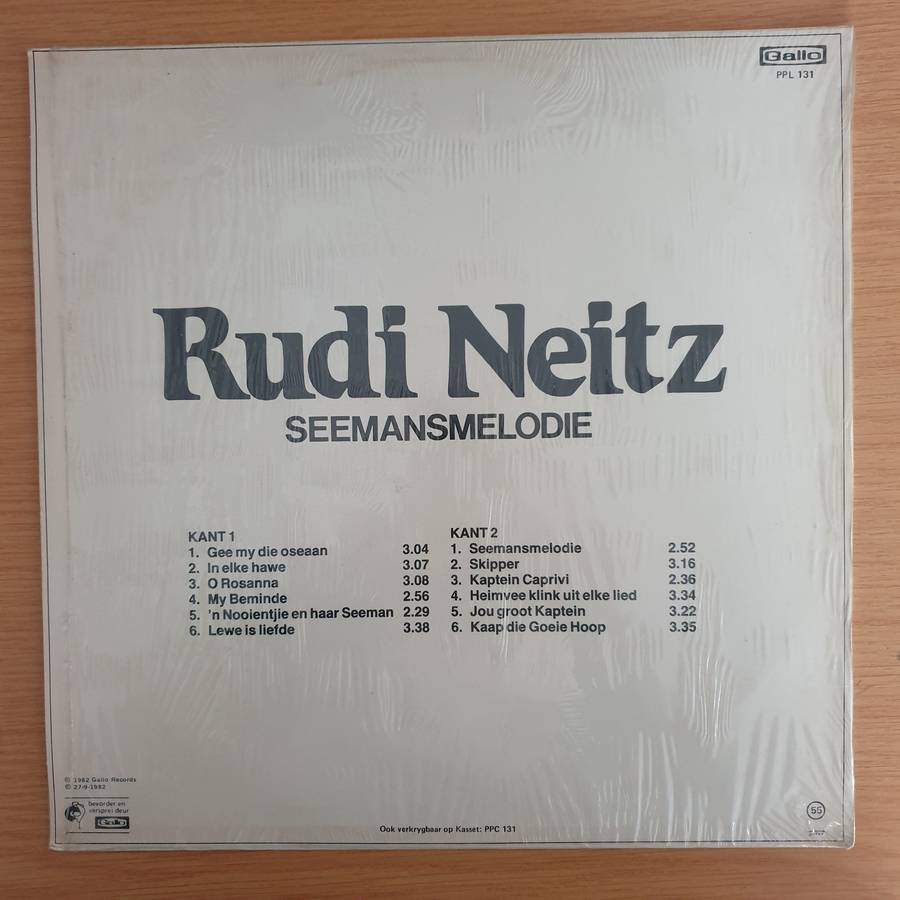 Gallo
PPL 131
Rudi Neitz
SEEMANSMELODIE
KANT 1
1. Gee my die oseaan 3.04
2. In elke hawe 3.07
3. O Rosanna 3.08
4. My Beminde 2.56
5. 'n Nooientjie en haar Seeman 2.29
6. Lewe is liefde 3.38
KANT 2
1. Seemansmelodie 2.52
2. Skipper 3.16
3. Kaptein Caprivi 2.36
4. Heimvee klink uit elke lied 3.34
5. Jou groot Kaptein 3.22
6. Kaap die Goeie Hoop 3.35
© 1982 Gallo Records
© 27-9-1982
bevorder en
versprei deur
Gallo
Ook verkrygbaar op Kasset: PPC 131
55